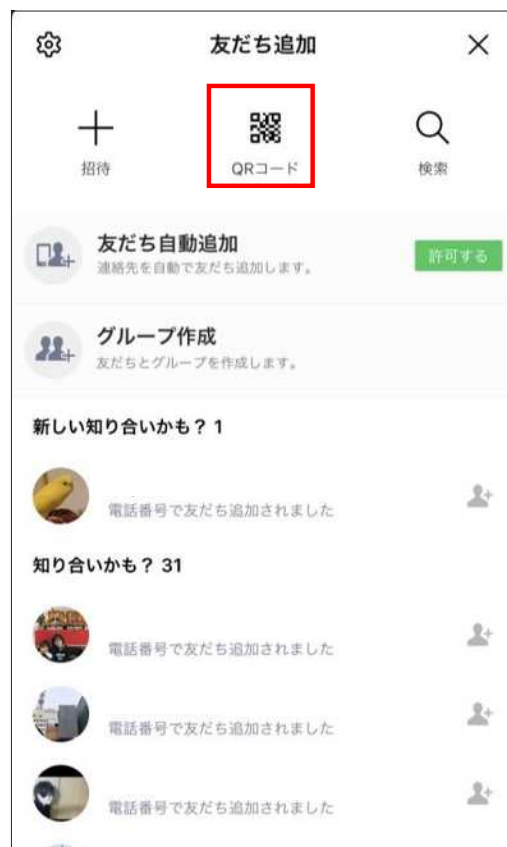 友だち追加
招待
QRコード
検索
友だち自動追加
連絡先を自動で友だち追加します。
許可する
グループ作成
友だちとグループを作成します。
新しい知り合いかも？ 1
電話番号で友だち追加されました
知り合いかも？ 31
電話番号で友だち追加されました
電話番号で友だち追加されました
電話番号で友だち追加されました